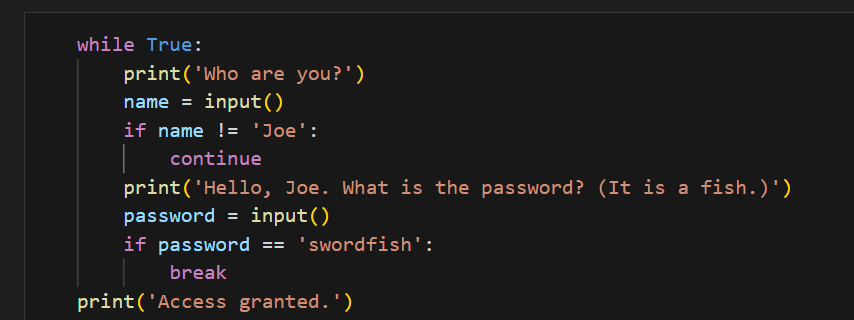 while True:
    print('Who are you?')
    name = input()
    if name != 'Joe':
        continue
    print('Hello, Joe. What is the password? (It is a fish.)')
    password = input()
    if password == 'swordfish':
        break
print('Access granted.')